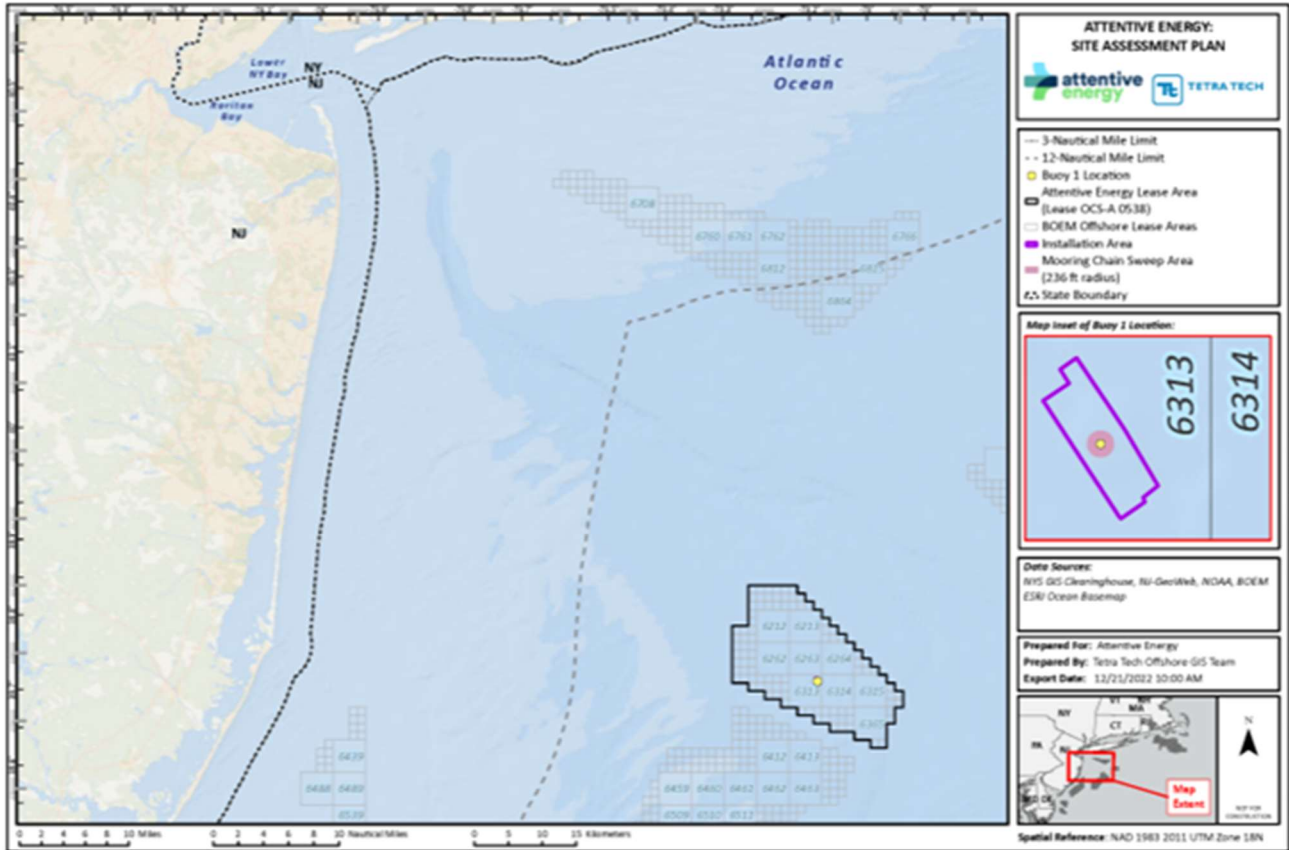 ATTENTIVE ENERGY:
SITE ASSESSMENT PLAN
attentive
energy
Tt TETRA TECH
3-Nautical Mile Limit
12-Nautical Mile Limit
Buoy 1 Location
Attentive Energy Lease Area
(Lease OCS-A 0538)
BOEM Offshore Lease Areas
Installation Area
Mooring Chain Sweep Area
(236 ft radius)
State Boundary
Map Inset of Buoy 1 Location:
6313
6314
Data Sources:
NYS GIS Clearinghouse, NJ-GeoWeb, NOAA, BOEM
ESRI Ocean Basemap
Prepared For: Attentive Energy
Prepared By: Tetra Tech Offshore GIS Team
Export Date: 12/21/2022 10:00 AM
NY
VT
NH
MA
CT
PA
NJ
MD
DE
Map
Extent
N
NOT FOR
CONSTRUCTION
Spatial Reference: NAD 1983 2011 UTM Zone 18N
Lower
NY Bay
NY
NJ
Raritan
Bay
Atlantic
Ocean
NJ
6708
6760 6761 6762 6766
6812
6864
6212 6213
6262 6263 6264
6313 6314 6315
6412 6413
6439
6488 6489
6459 6460 6461 6462 6463
6509 6510 6511
6539
0 2 4 6 8 10 Miles
0 2 4 6 8 10 Nautical Miles
0 5 10 15 Kilometers